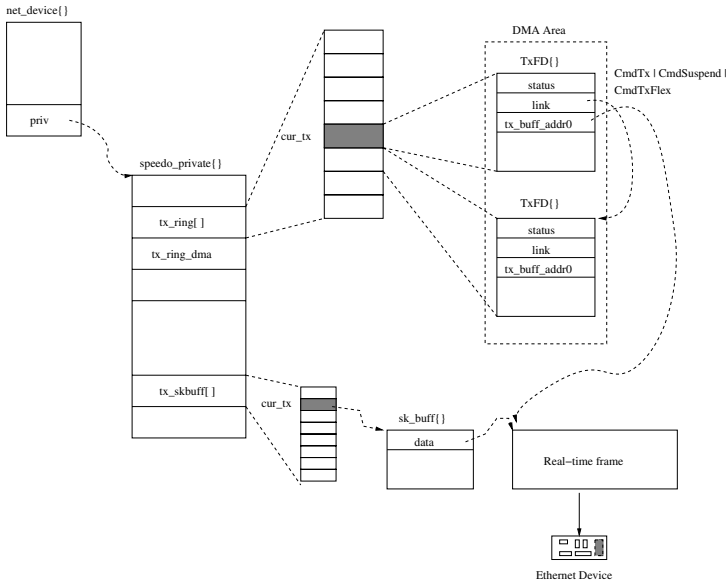 net_device{}
priv
speedo_private{}
tx_ring[ ]
tx_ring_dma
tx_skbuff[ ]
cur_tx
DMA Area
TxFD{}
status
link
tx_buff_addr0
CmdTx | CmdSuspend |
CmdTxFlex
TxFD{}
status
link
tx_buff_addr0
cur_tx
sk_buff{}
data
Real−time frame
Ethernet Device